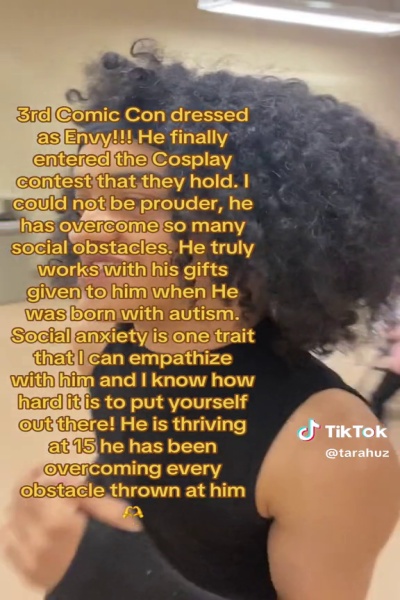 3rd Comic Con dressed
as Envy!!! He finally
entered the Cosplay
contest that they hold. I
could not be prouder, he
has overcome so many
social obstacles. He truly
works with his gifts
given to him when He
was born with autism.
Social anxiety is one trait
that I can empathize
with him and I know how
hard it is to put yourself
out there! He is thriving
at 15 he has been
overcoming every
obstacle thrown at him
🫶
TikTok
@tarahuz